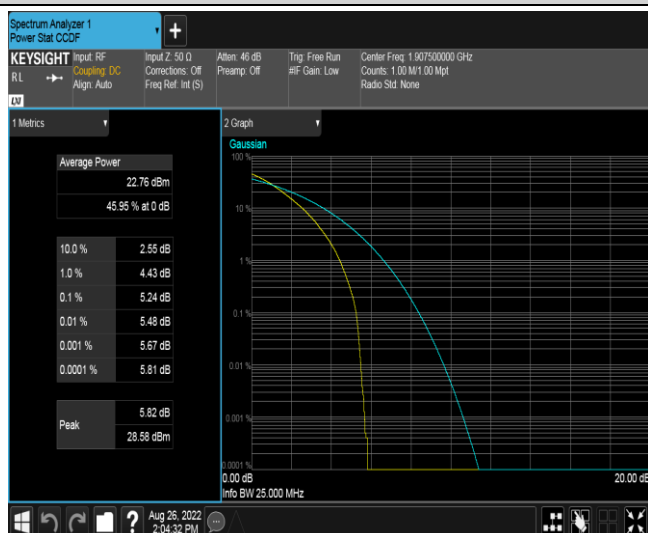 Spectrum Analyzer 1
Power Stat CCDF
KEYSIGHT
RL
LXI
Input: RF
Coupling: DC
Align: Auto
Input Z: 50 Ω
Corrections: Off
Freq Ref: Int (S)
Atten: 46 dB
Preamp: Off
Trig: Free Run
#IF Gain: Low
Center Freq: 1.907500000 GHz
Counts: 1.00 M/1.00 Mpt
Radio Std: None
1 Metrics
Average Power
22.76 dBm
45.95 % at 0 dB
10.0 % 2.55 dB
1.0 % 4.43 dB
0.1 % 5.24 dB
0.01 % 5.48 dB
0.001 % 5.67 dB
0.0001 % 5.81 dB
Peak
5.82 dB
28.58 dBm
2 Graph
Gaussian
100 %
10 %
1 %
0.1 %
0.01 %
0.001 %
0.0001 %
0.00 dB
20.00 dB
Info BW 25.000 MHz
?
Aug 26, 2022
2:04:32 PM